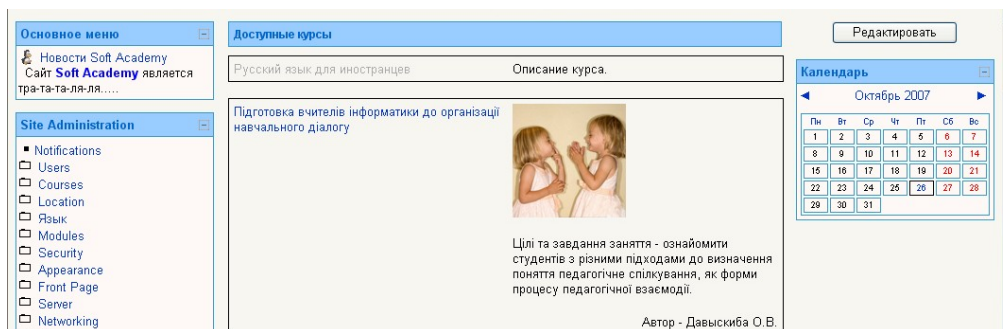 Основное меню
Новости Soft Academy
Сайт Soft Academy является
тра-та-та-ля-ля.....
Site Administration
Notifications
Users
Courses
Location
Язык
Modules
Security
Appearance
Front Page
Server
Networking
Доступные курсы
Русский язык для иностранцев
Описание курса.
Підготовка вчителів інформатики до організації
навчального діалогу
Цілі та завдання заняття - ознайомити
студентів з різними підходами до визначення
поняття педагогічне спілкування, як форми
процесу педагогічної взаємодії.
Автор - Давыскиба О.В.
Редактировать
Календарь
Октябрь 2007
Пн Вт Ср Чт Пт Сб Вс
1 2 3 4 5 6 7
8 9 10 11 12 13 14
15 16 17 18 19 20 21
22 23 24 25 26 27 28
29 30 31